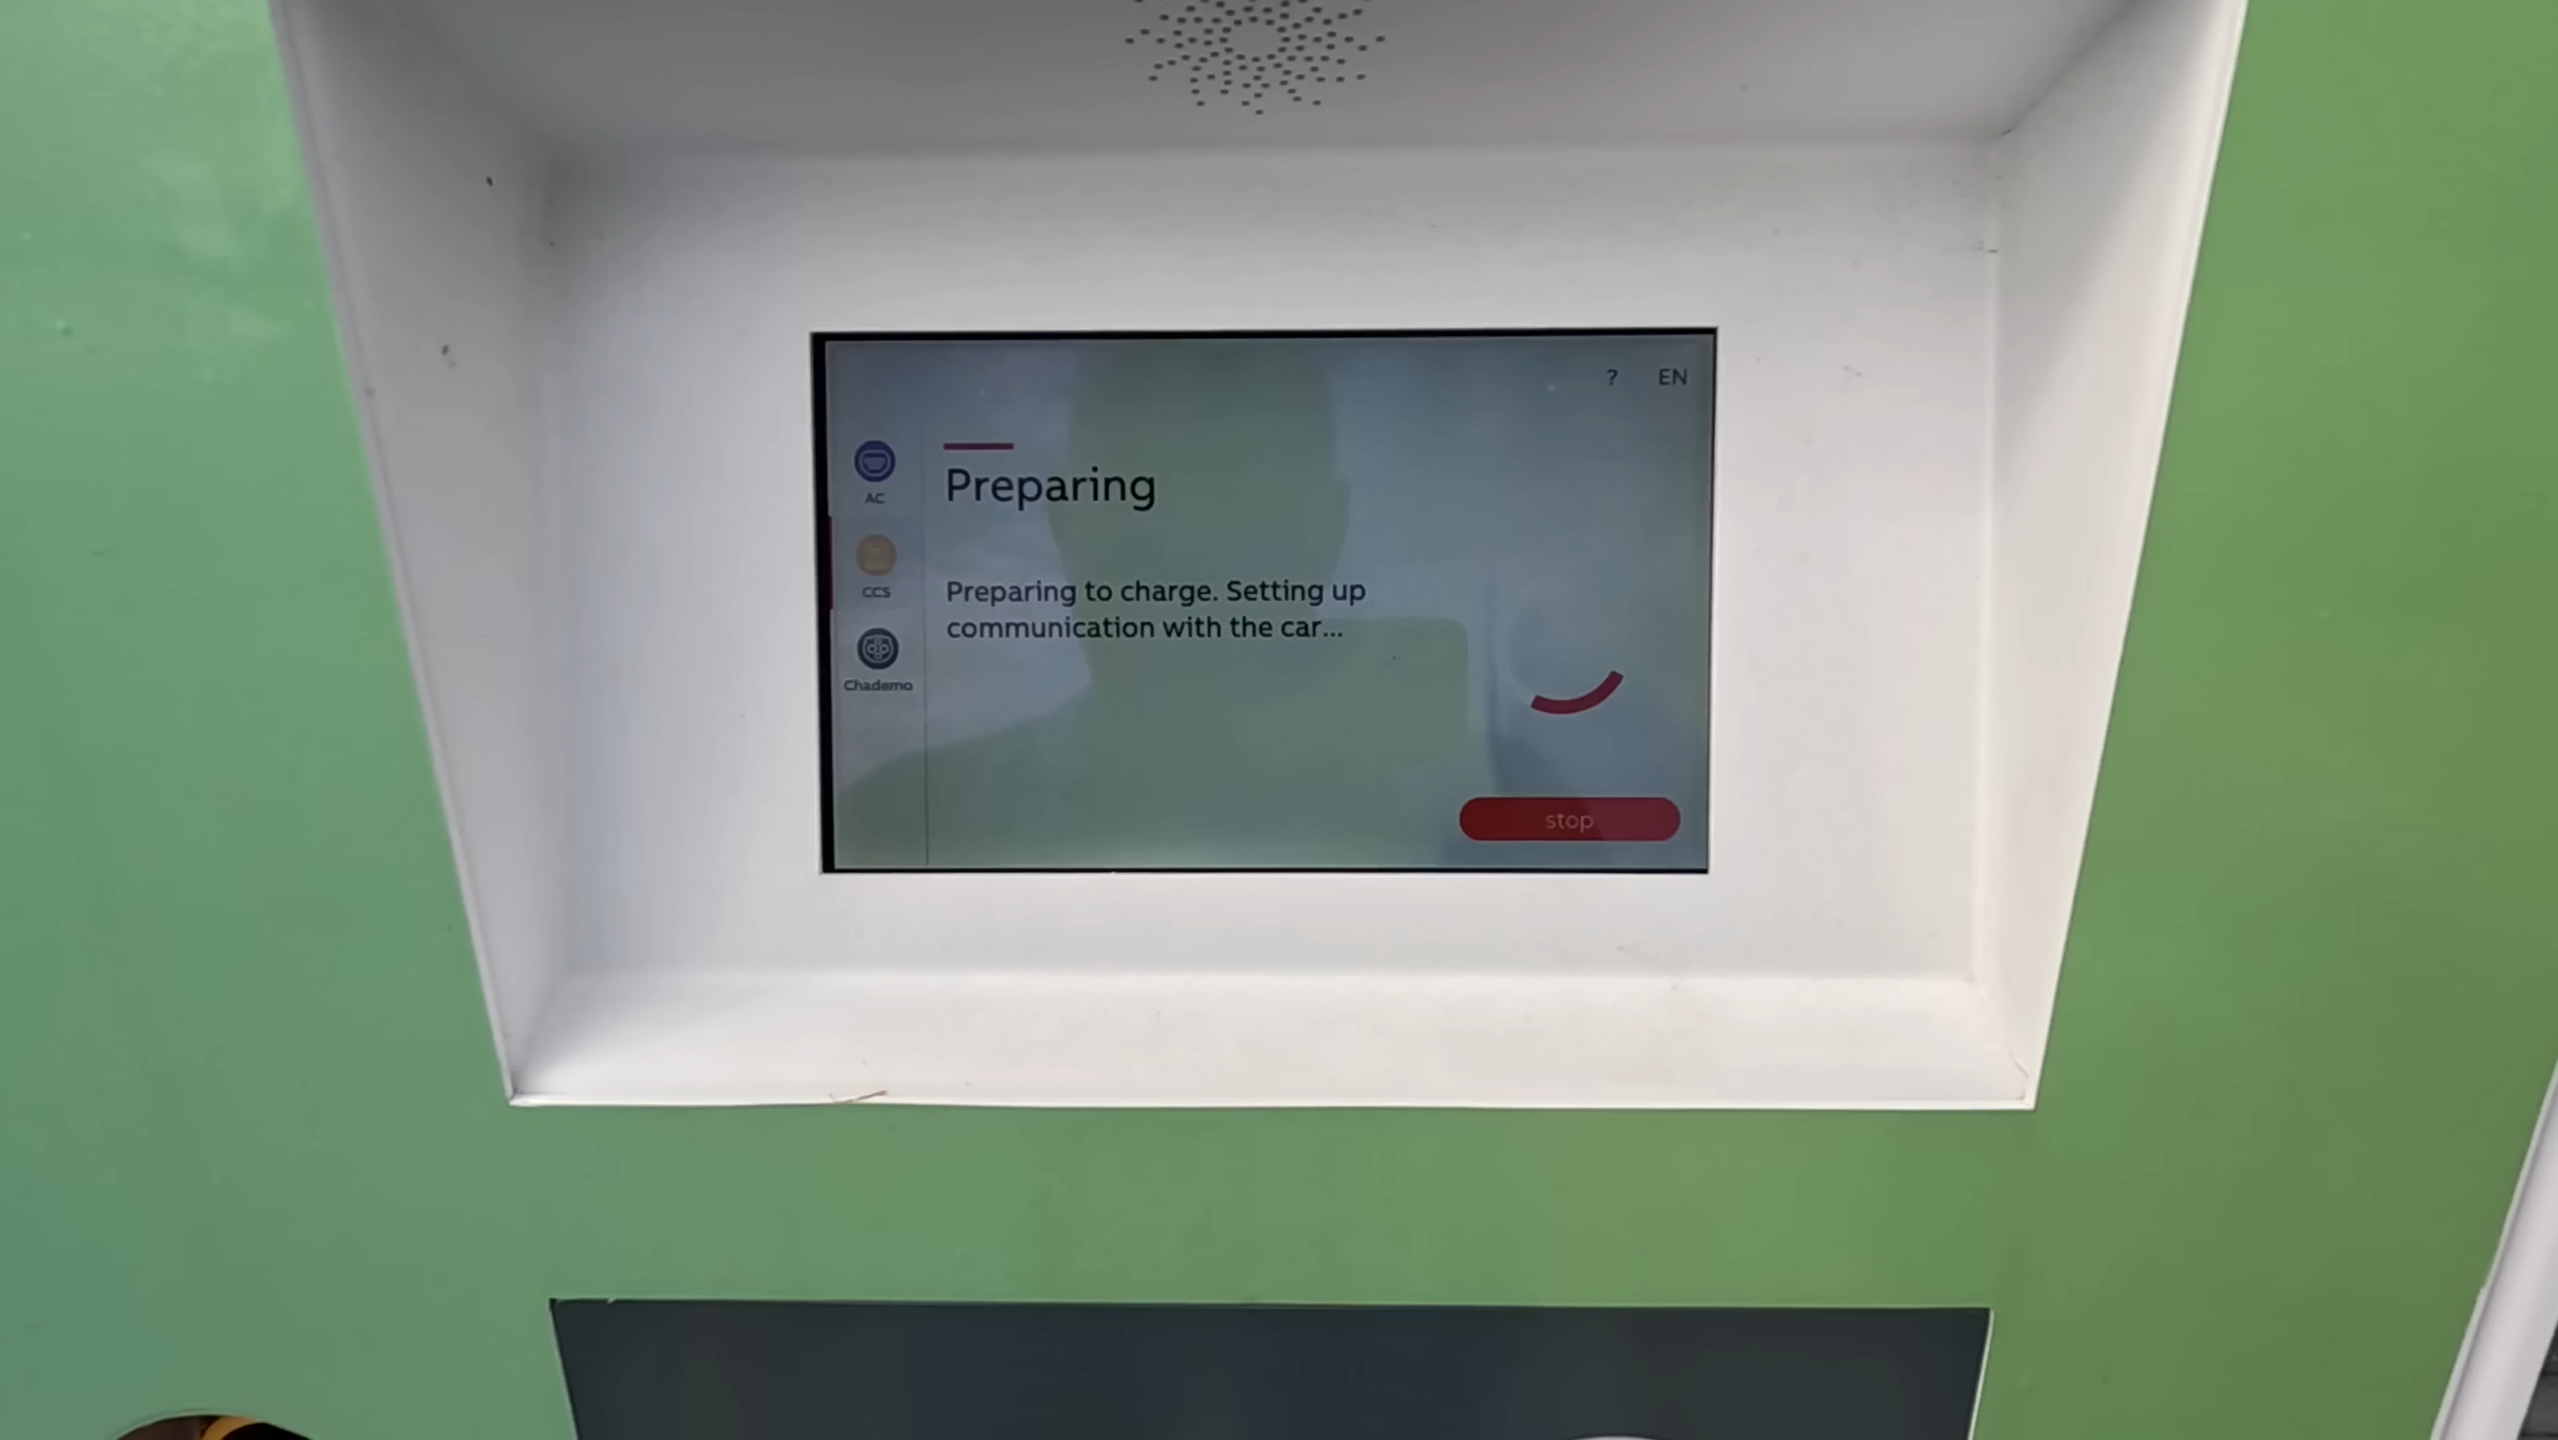 ? EN
AC
CCS
Chademo
Preparing
Preparing to charge. Setting up
communication with the car...
stop